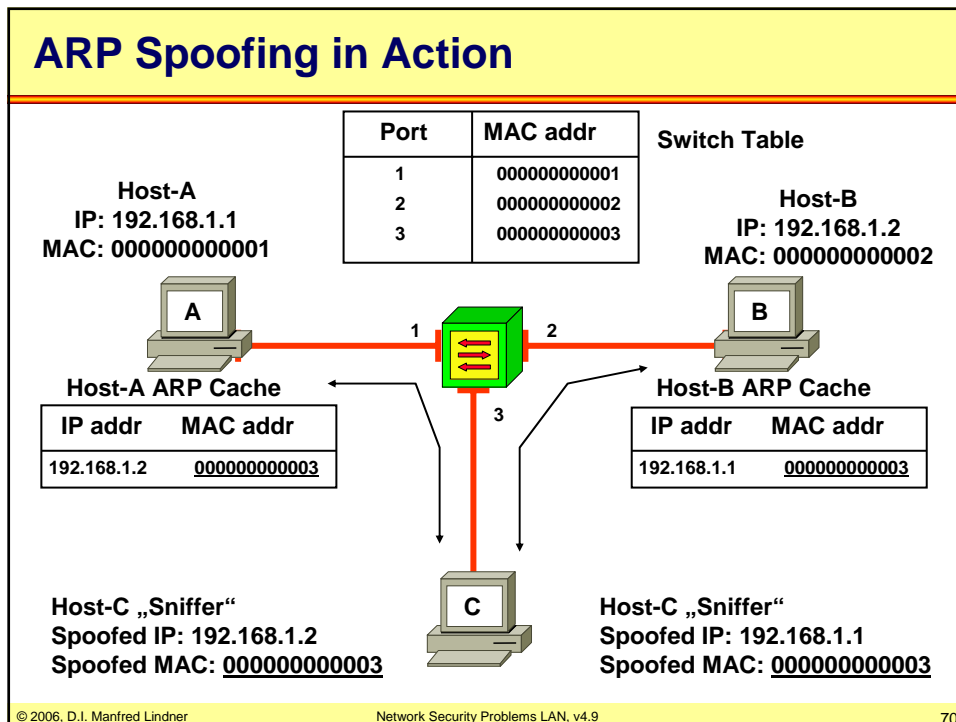 ARP Spoofing in Action
Port MAC addr
1 000000000001
2 000000000002
3 000000000003
Switch Table
Host-A
IP: 192.168.1.1
MAC: 000000000001
Host-B
IP: 192.168.1.2
MAC: 000000000002
A
B
1
2
3
Host-A ARP Cache
IP addr MAC addr
192.168.1.2 000000000003
Host-B ARP Cache
IP addr MAC addr
192.168.1.1 000000000003
C
Host-C „Sniffer“
Spoofed IP: 192.168.1.2
Spoofed MAC: 000000000003
Host-C „Sniffer“
Spoofed IP: 192.168.1.1
Spoofed MAC: 000000000003
© 2006, D.I. Manfred Lindner
Network Security Problems LAN, v4.9
70